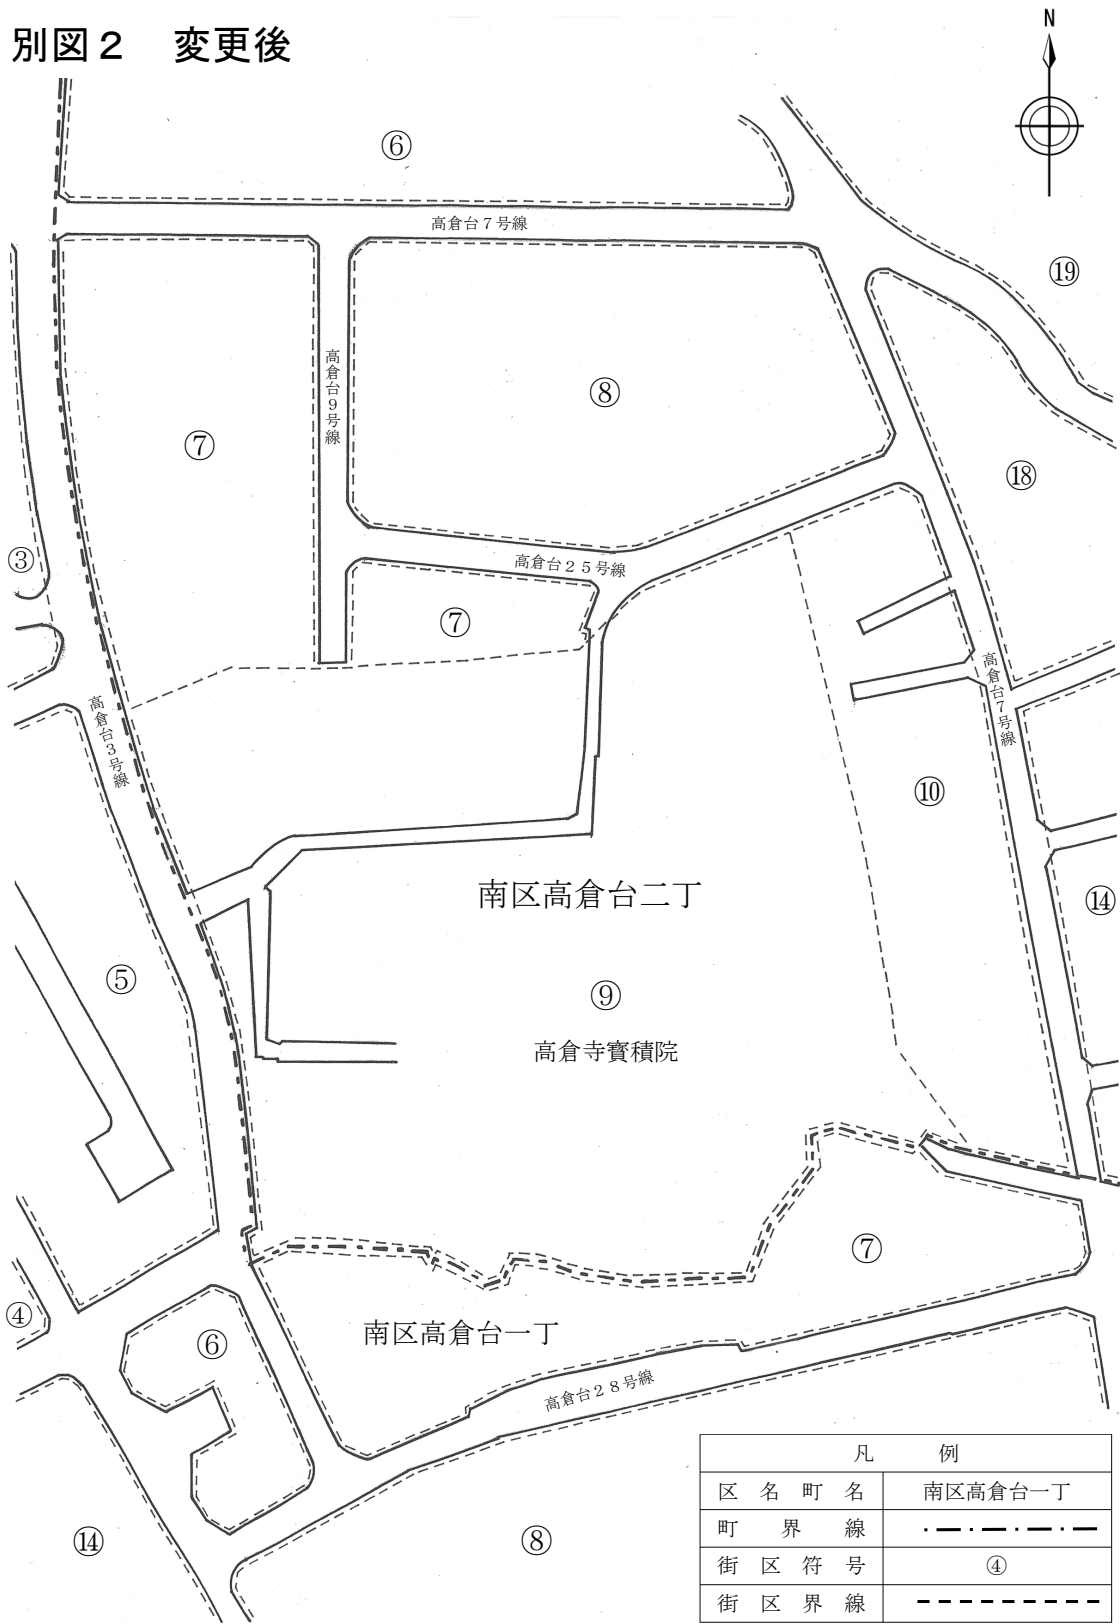 別図２　変更後
N
⑥
高倉台７号線
⑲
高倉台９号線
⑧
⑦
⑱
③
高倉台２５号線
⑦
高倉台７号線
高倉台３号線
⑩
南区高倉台二丁
⑭
⑤
⑨
高倉寺寳積院
⑦
④
南区高倉台一丁
⑥
高倉台２８号線
⑭
⑧
凡　例
区名町名　南区高倉台一丁
町界線
街区符号　④
街区界線